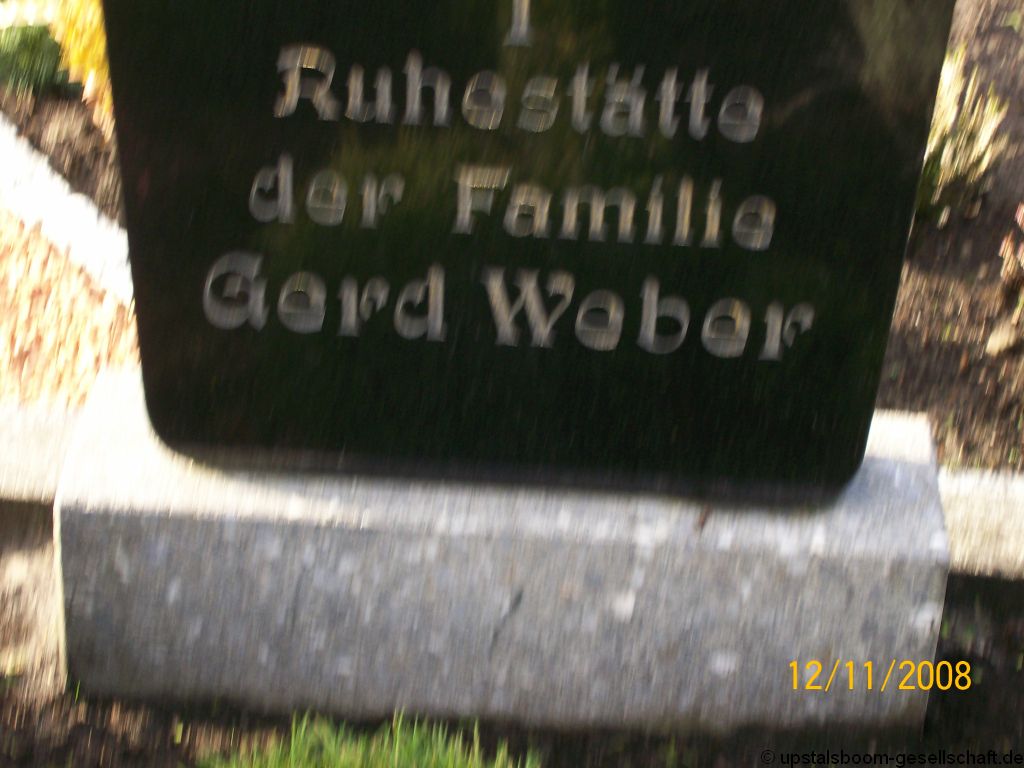 Ruhestätte
der Familie
Gerd Weber
12/11/2008
© upstalsboom-gesellschaft.de